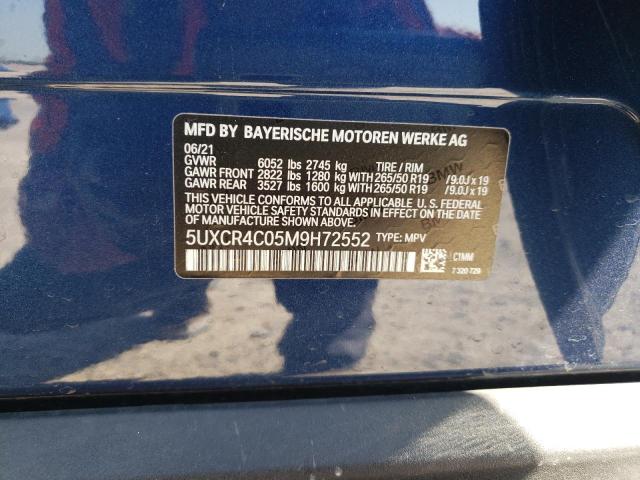 MFD BY BAYERISCHE MOTOREN WERKE AG
06/21
GVWR 6052 lbs 2745 kg TIRE / RIM
GAWR FRONT 2822 lbs 1280 kg WITH 265/50 R19 /9.0J x 19
GAWR REAR 3527 lbs 1600 kg WITH 265/50 R19 /9.0J x 19
THIS VEHICLE CONFORMS TO ALL APPLICABLE U. S. FEDERAL
MOTOR VEHICLE SAFETY STANDARDS IN EFFECT ON THE DATE
OF MANUFACTURE SHOWN ABOVE.
5UXCR4C05M9H72552 TYPE: MPV
C1MM
7 320 729